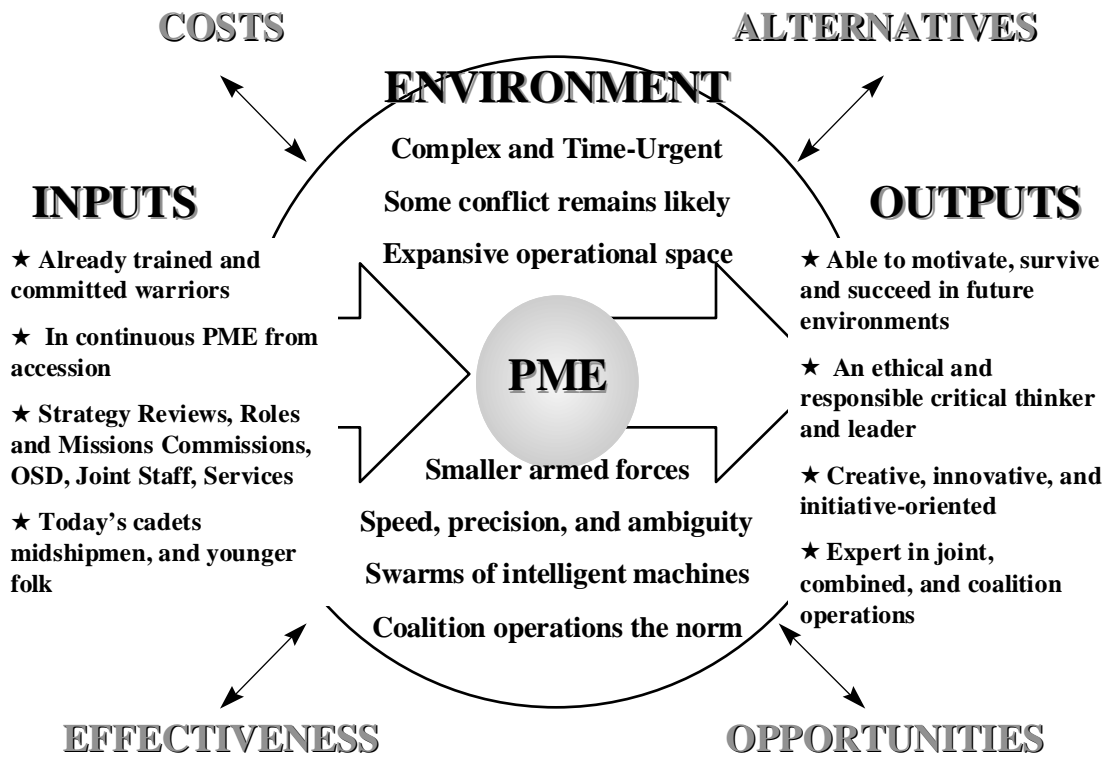 COSTS
ALTERNATIVES
ENVIRONMENT
Complex and Time-Urgent
Some conflict remains likely
Expansive operational space
INPUTS
★ Already trained and
committed warriors
★ In continuous PME from
accession
★ Strategy Reviews, Roles
and Missions Commissions,
OSD, Joint Staff, Services
★ Today’s cadets
midshipmen, and younger
folk
PME
Smaller armed forces
Speed, precision, and ambiguity
Swarms of intelligent machines
Coalition operations the norm
OUTPUTS
★ Able to motivate, survive
and succeed in future
environments
★ An ethical and
responsible critical thinker
and leader
★ Creative, innovative, and
initiative-oriented
★ Expert in joint,
combined, and coalition
operations
EFFECTIVENESS
OPPORTUNITIES